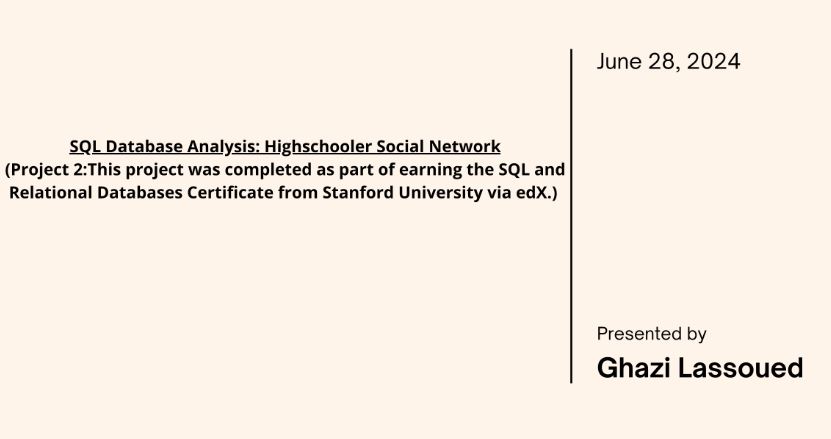 SQL Database Analysis: Highschooler Social Network
(Project 2:This project was completed as part of earning the SQL and
Relational Databases Certificate from Stanford University via edX.)
June 28, 2024
Presented by
Ghazi Lassoued